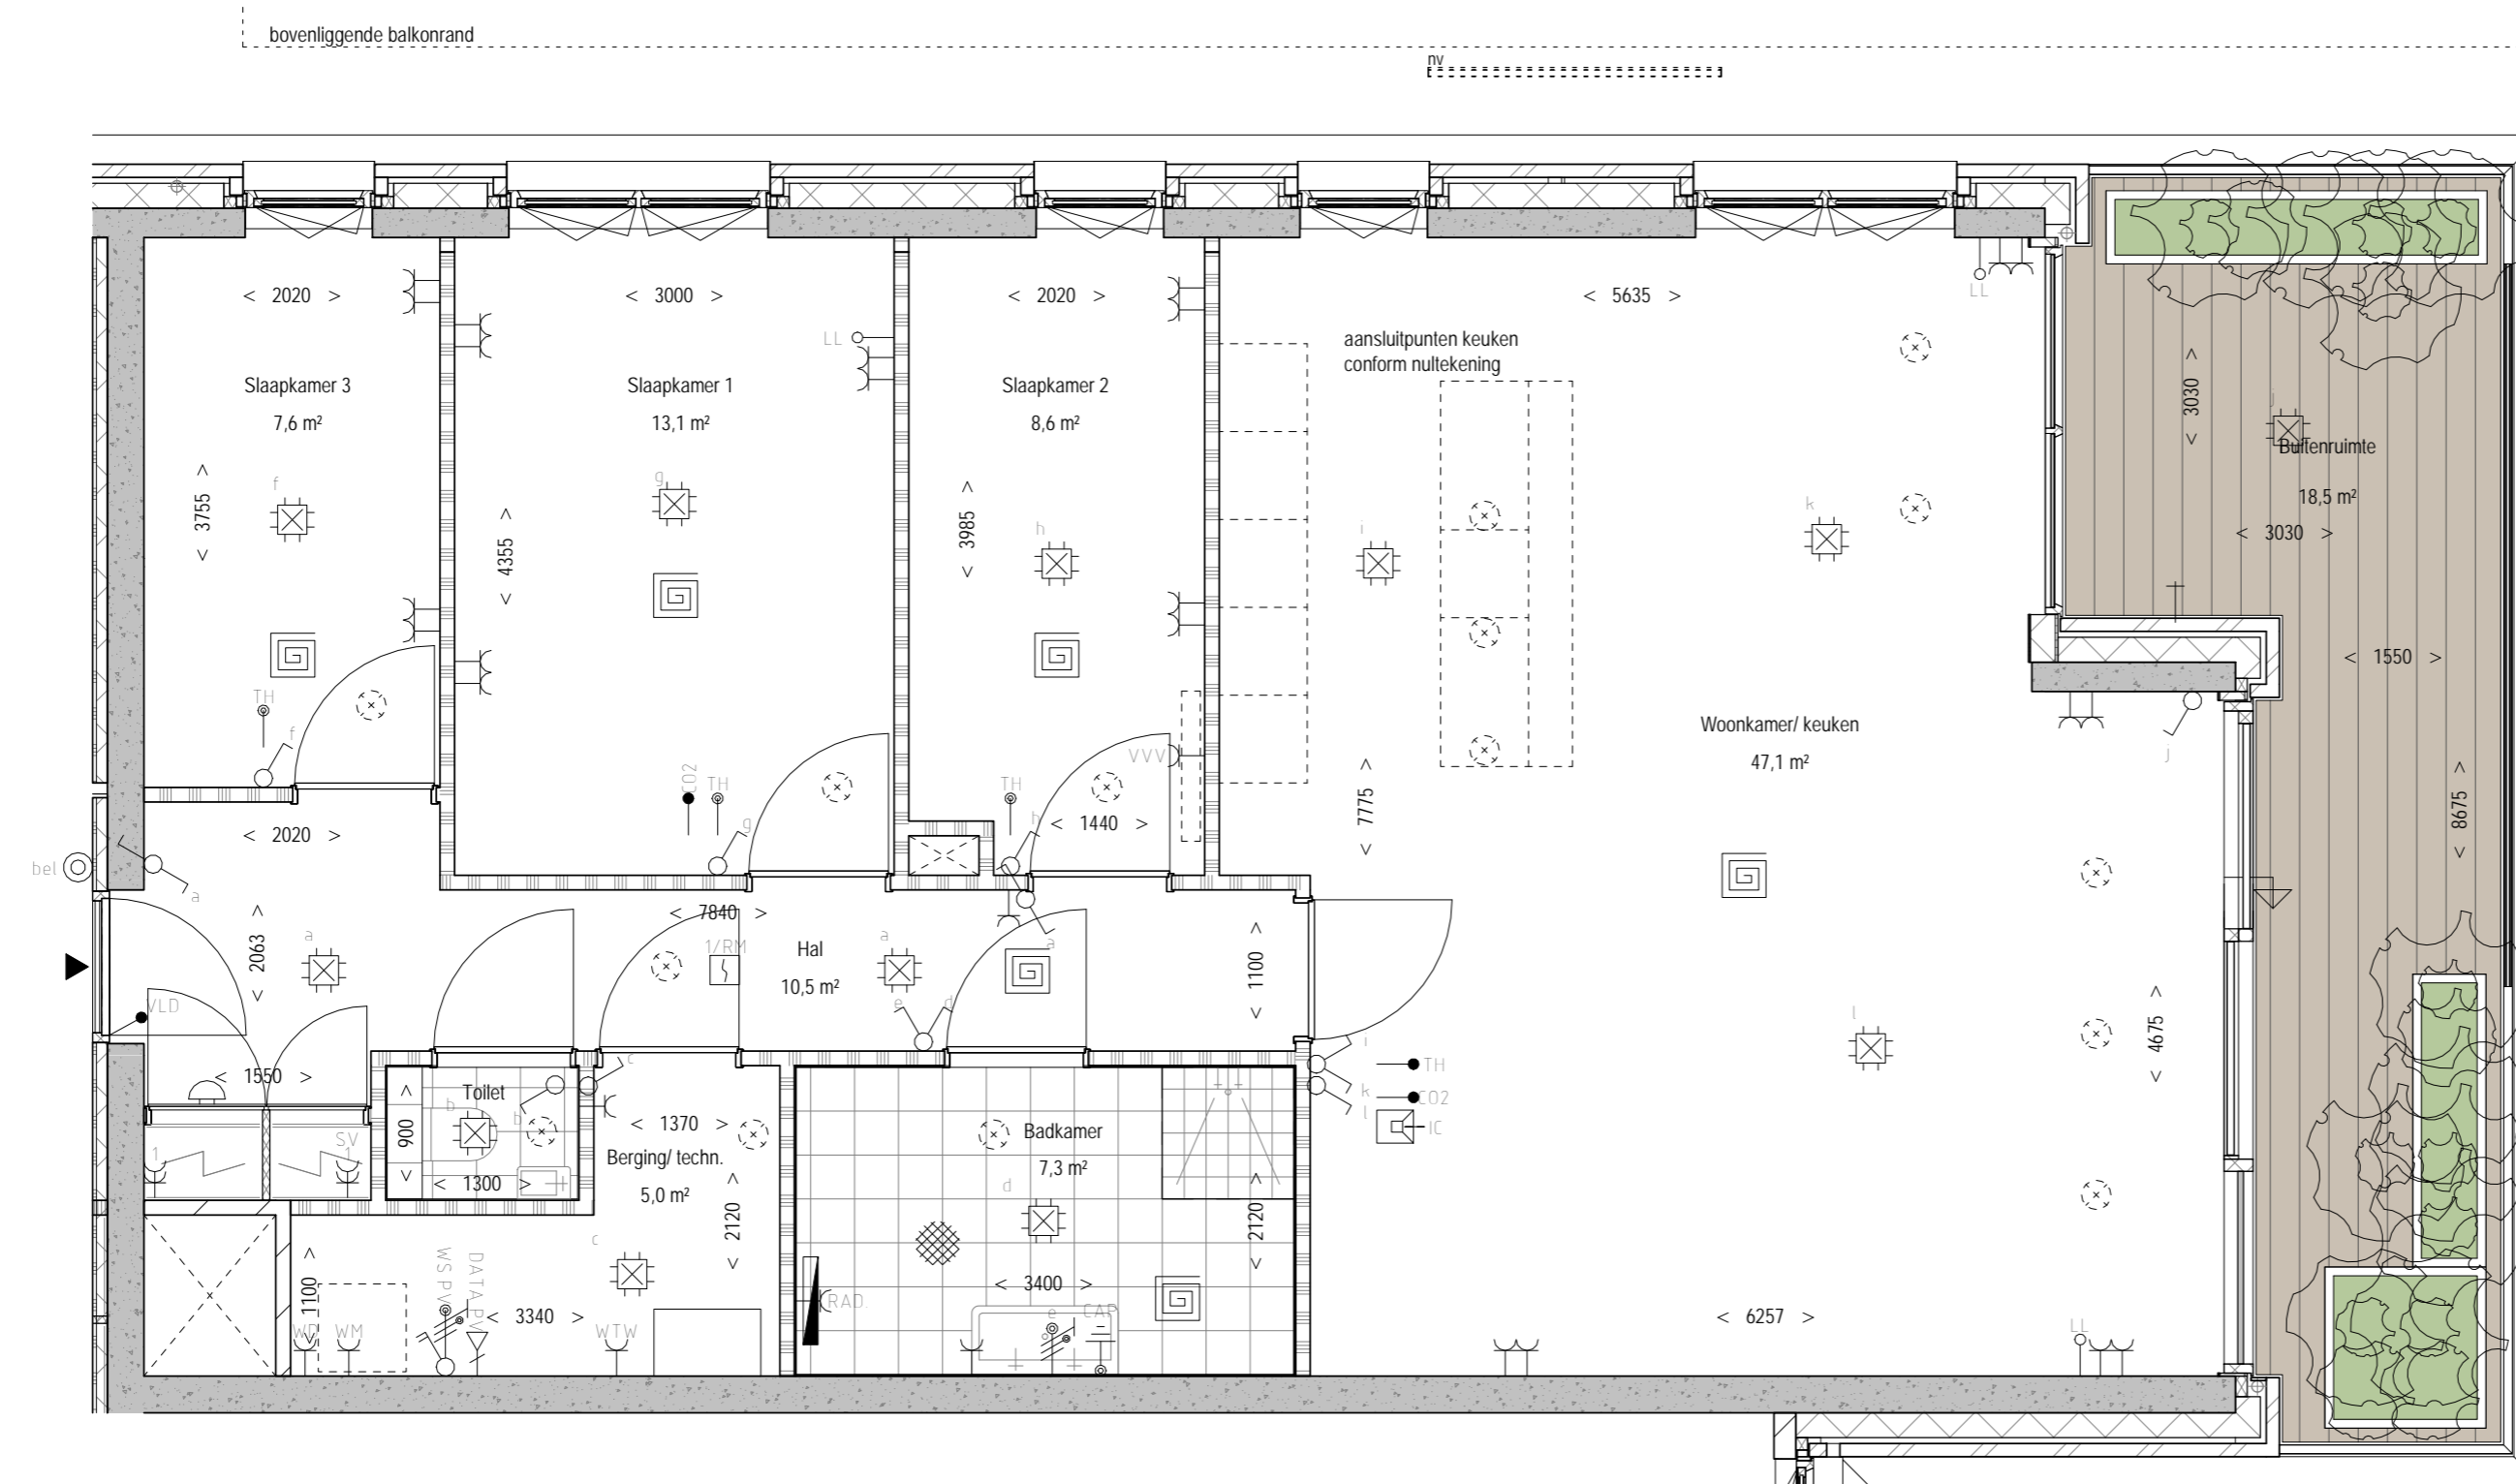 bovenliggende balkonrand
nv
< 2020 >
< 3000 >
< 2020 >
< 5635 >
LL
LL
aansluitpunten keuken
conform nultekening
Slaapkamer 3
7,6 m²
Slaapkamer 1
13,1 m²
Slaapkamer 2
8,6 m²
< 3030 >
j
Buitenruimte
18,5 m²
< 3030 >
f
g
h
i
k
< 3755 >
< 4355 >
< 3985 >
< 1550 >
TH
f
Woonkamer/ keuken
47,1 m²
j
VVV
CO2
TH
TH
g
h
< 1440 >
< 7775 >
< 8675 >
< 2020 >
bel
a
< 7840 >
a
1/RM
Hal
10,5 m²
a
a
< 2063 >
< 1100 >
VLD
e
d
l
< 4675 >
i
TH
k
CO2
l
IC
c
< 1550 >
Toilet
b
b
< 900 >
< 1300 >
< 1370 >
Berging/ techn.
5,0 m²
Badkamer
7,3 m²
d
1
SV
1
< 2120 >
< 2120 >
c
< 1100 >
WS PV
DATA PV
WD
WM
< 3340 >
WTW
RAD.
< 3400 >
e
CAP
< 6257 >
LL